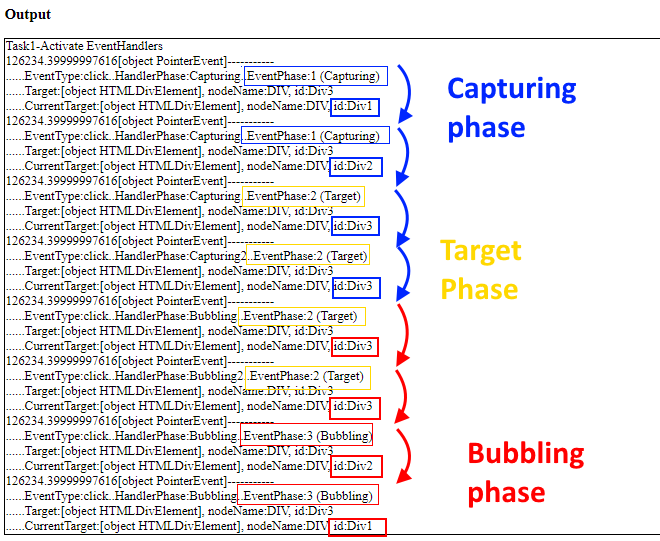 Output
Task1-Activate EventHandlers
126234.39999997616[object PointerEvent]-----------
......EventType:click..HandlerPhase:Capturing..EventPhase:1 (Capturing)
......Target:[object HTMLDivElement], nodeName:DIV, id:Div3
......CurrentTarget:[object HTMLDivElement], nodeName:DIV, id:Div1
126234.39999997616[object PointerEvent]-----------
......EventType:click..HandlerPhase:Capturing..EventPhase:1 (Capturing)
......Target:[object HTMLDivElement], nodeName:DIV, id:Div3
......CurrentTarget:[object HTMLDivElement], nodeName:DIV, id:Div2
126234.39999997616[object PointerEvent]-----------
......EventType:click..HandlerPhase:Capturing..EventPhase:2 (Target)
......Target:[object HTMLDivElement], nodeName:DIV, id:Div3
......CurrentTarget:[object HTMLDivElement], nodeName:DIV, id:Div3
126234.39999997616[object PointerEvent]-----------
......EventType:click..HandlerPhase:Capturing2..EventPhase:2 (Target)
......Target:[object HTMLDivElement], nodeName:DIV, id:Div3
......CurrentTarget:[object HTMLDivElement], nodeName:DIV, id:Div3
126234.39999997616[object PointerEvent]-----------
......EventType:click..HandlerPhase:Bubbling..EventPhase:2 (Target)
......Target:[object HTMLDivElement], nodeName:DIV, id:Div3
......CurrentTarget:[object HTMLDivElement], nodeName:DIV, id:Div3
126234.39999997616[object PointerEvent]-----------
......EventType:click..HandlerPhase:Bubbling2..EventPhase:2 (Target)
......Target:[object HTMLDivElement], nodeName:DIV, id:Div3
......CurrentTarget:[object HTMLDivElement], nodeName:DIV, id:Div3
126234.39999997616[object PointerEvent]-----------
......EventType:click..HandlerPhase:Bubbling..EventPhase:3 (Bubbling)
......Target:[object HTMLDivElement], nodeName:DIV, id:Div3
......CurrentTarget:[object HTMLDivElement], nodeName:DIV, id:Div2
126234.39999997616[object PointerEvent]-----------
......EventType:click..HandlerPhase:Bubbling..EventPhase:3 (Bubbling)
......Target:[object HTMLDivElement], nodeName:DIV, id:Div3
......CurrentTarget:[object HTMLDivElement], nodeName:DIV, id:Div1
Capturing
phase
Target
Phase
Bubbling
phase